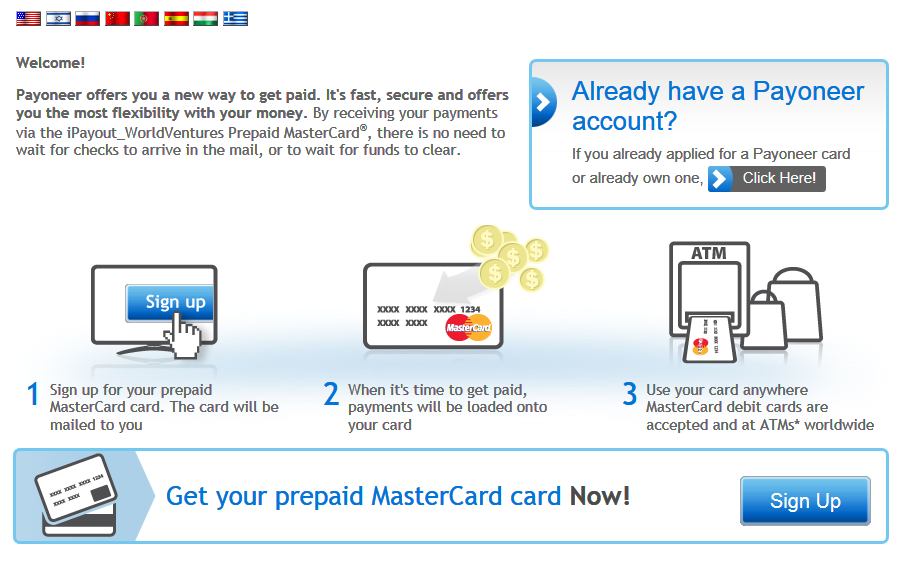 Welcome!
Payoneer offers you a new way to get paid. It's fast, secure and offers
you the most flexibility with your money. By receiving your payments
via the iPayout_WorldVentures Prepaid MasterCard®, there is no need to
wait for checks to arrive in the mail, or to wait for funds to clear.
Already have a Payoneer
account?
If you already applied for a Payoneer card
or already own one, Click Here!
Sign up
$ $ $ $ $
XXXX XXXX XXXX 1234
XXXX XXXX
MasterCard
ATM
1 Sign up for your prepaid
MasterCard card. The card will be
mailed to you
2 When it's time to get paid,
payments will be loaded onto
your card
3 Use your card anywhere
MasterCard debit cards are
accepted and at ATMs* worldwide
XXXX XXXX XXXX 1234
XXXX XXXX
Get your prepaid MasterCard card Now!
Sign Up